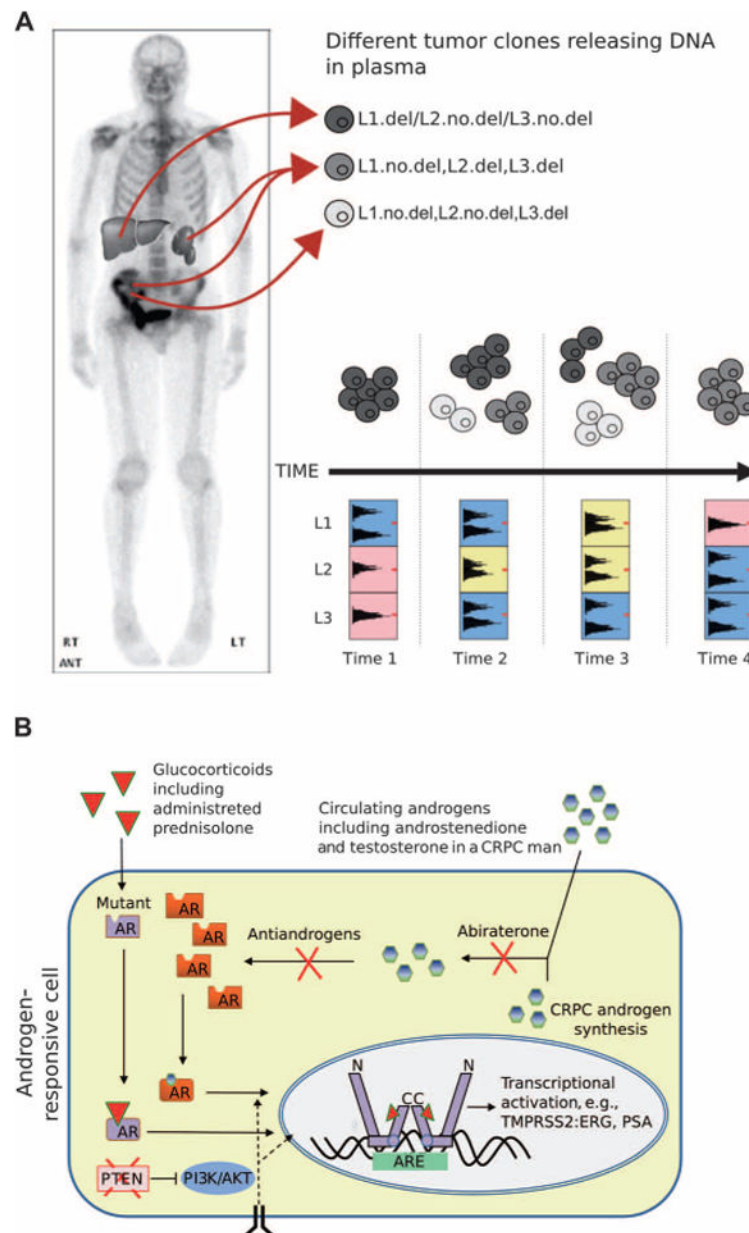 A
Different tumor clones releasing DNA
in plasma
L1.del/L2.no.del/L3.no.del
L1.no.del,L2.del,L3.del
L1.no.del,L2.no.del,L3.del
TIME
L1
L2
L3
RT
LT
ANT
Time 1
Time 2
Time 3
Time 4
B
Glucocorticoids
including
administreted
prednisolone
Circulating androgens
including androstenedione
and testosterone in a CRPC man
Mutant
AR
AR
AR
AR
AR
Antiandrogens
Abiraterone
CRPC androgen
synthesis
Androgen-
responsive cell
AR
AR
N
N
CC
Transcriptional
activation, e.g.,
TMPRSS2:ERG, PSA
ARE
PTEN
PI3K/AKT